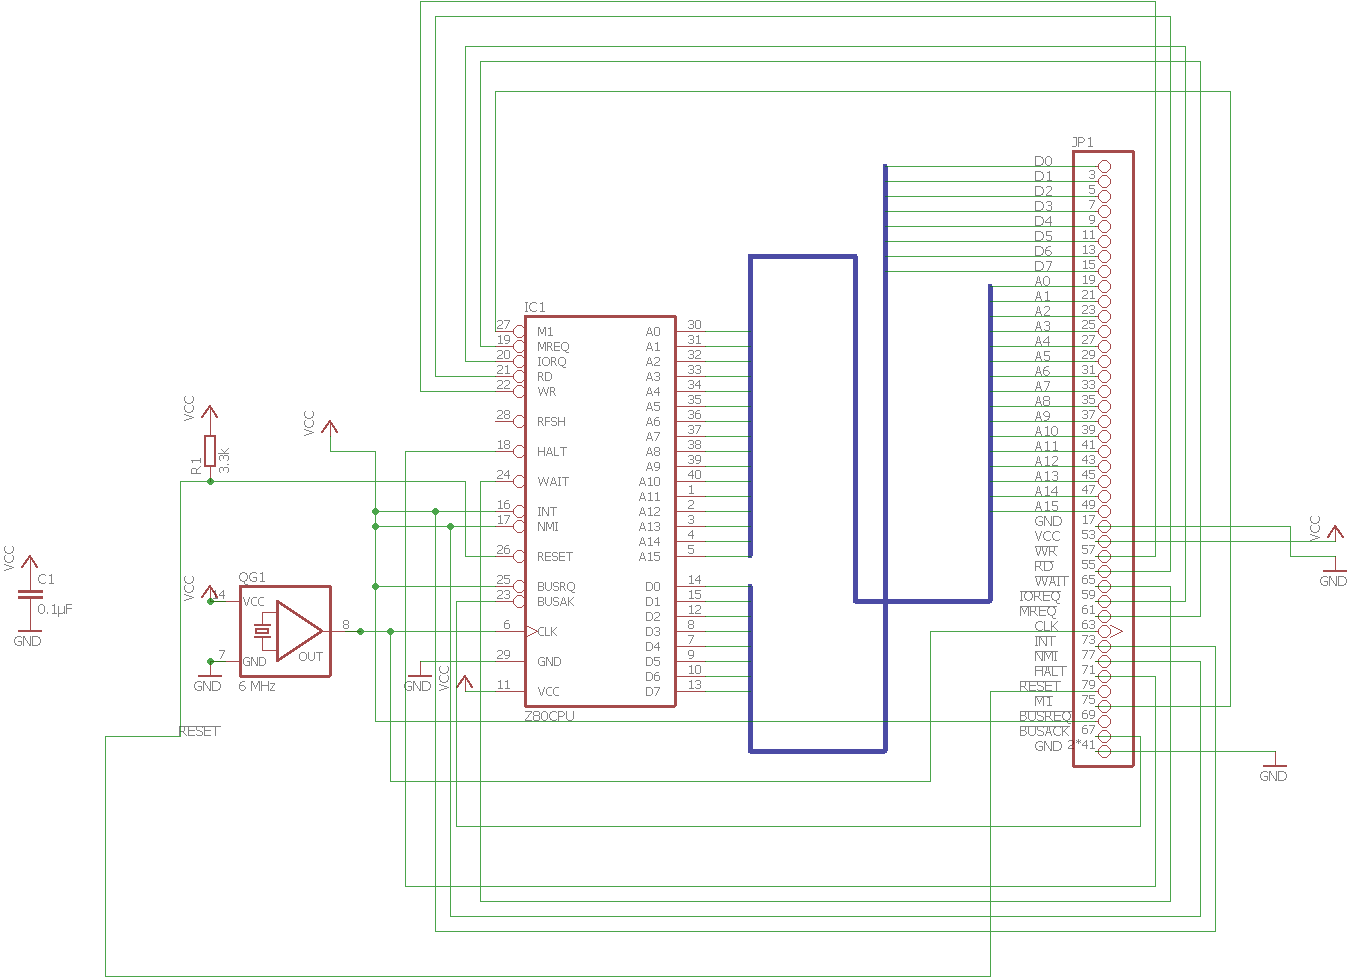 JP1
D0
D1 3
D2 5
D3 7
D4 9
D5 11
D6 13
D7 15
A0 19
A1 21
A2 23
A3 25
A4 27
A5 29
A6 31
A7 33
A8 35
A9 37
A10 39
A11 41
A12 43
A13 45
A14 47
A15 49
GND 17
VCC 53
WR 57
RD 55
WAIT 65
IOREQ 59
MREQ 61
CLK 63
INT 73
NMI 77
HALT 71
RESET 79
M1 75
BUSREQ 69
BUSACK 67
GND 2*41
VCC
GND
GND
IC1
27 M1 A0 30
19 MREQ A1 31
20 IORQ A2 32
21 RD A3 33
22 WR A4 34
A5 35
28 RFSH A6 36
A7 37
18 HALT A8 38
A9 39
24 WAIT A10 40
A11 1
16 INT A12 2
17 NMI A13 3
A14 4
26 RESET A15 5
25 BUSRQ D0 14
23 BUSAK D1 15
D2 12
6 CLK D3 8
D4 7
29 GND D5 9
D6 10
11 VCC D7 13
Z80CPU
GND
VCC
VCC
VCC
R1
3.3k
VCC
C1
0.1µF
GND
VCC
QG1
14 VCC
8
7 GND OUT
GND
6 MHz
RESET